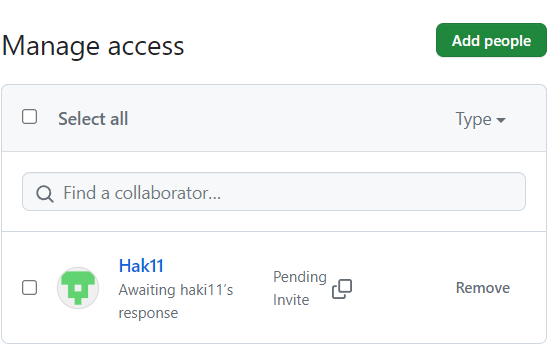 Manage access
Add people
Select all
Type
Find a collaborator...
Hak11
Awaiting haki11's
response
Pending
Invite
Remove